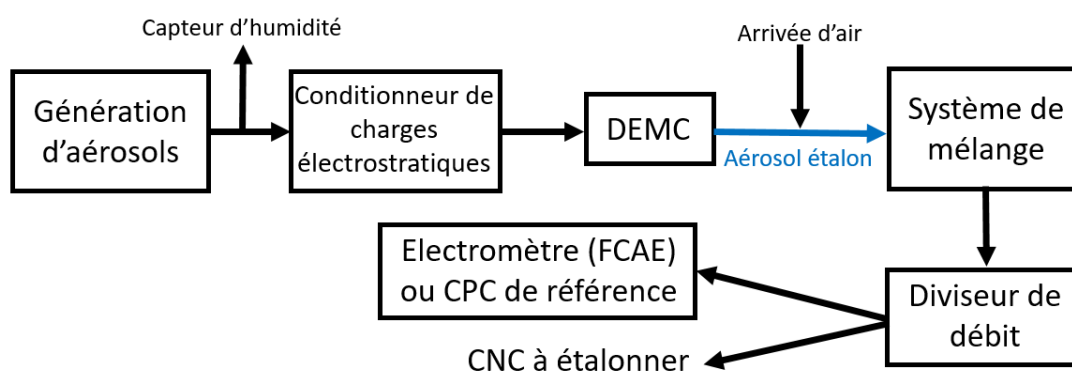 Capteur d’humidité
Arrivée d’air
Génération
d’aérosols
Conditionneur de
charges
électrostratiques
DEMC
Aérosol étalon
Système de
mélange
Electromètre (FCAE)
ou CPC de référence
Diviseur de
débit
CNC à étalonner